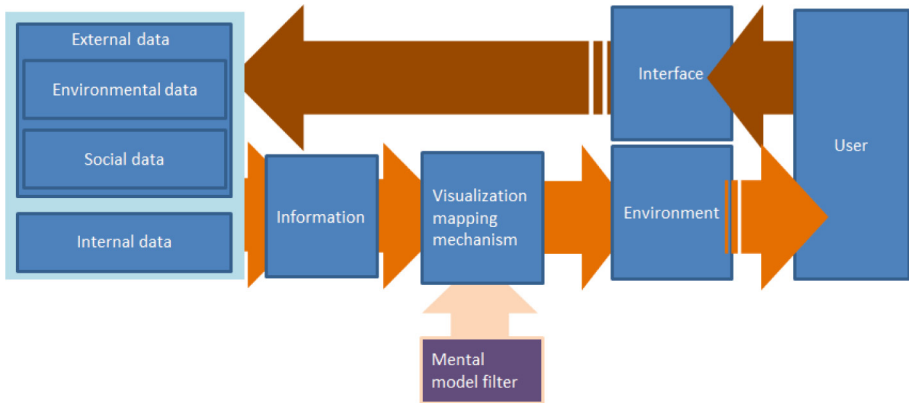 External data
Environmental data
Social data
Internal data
Information
Visualization
mapping
mechanism
Mental
model filter
Interface
Environment
User